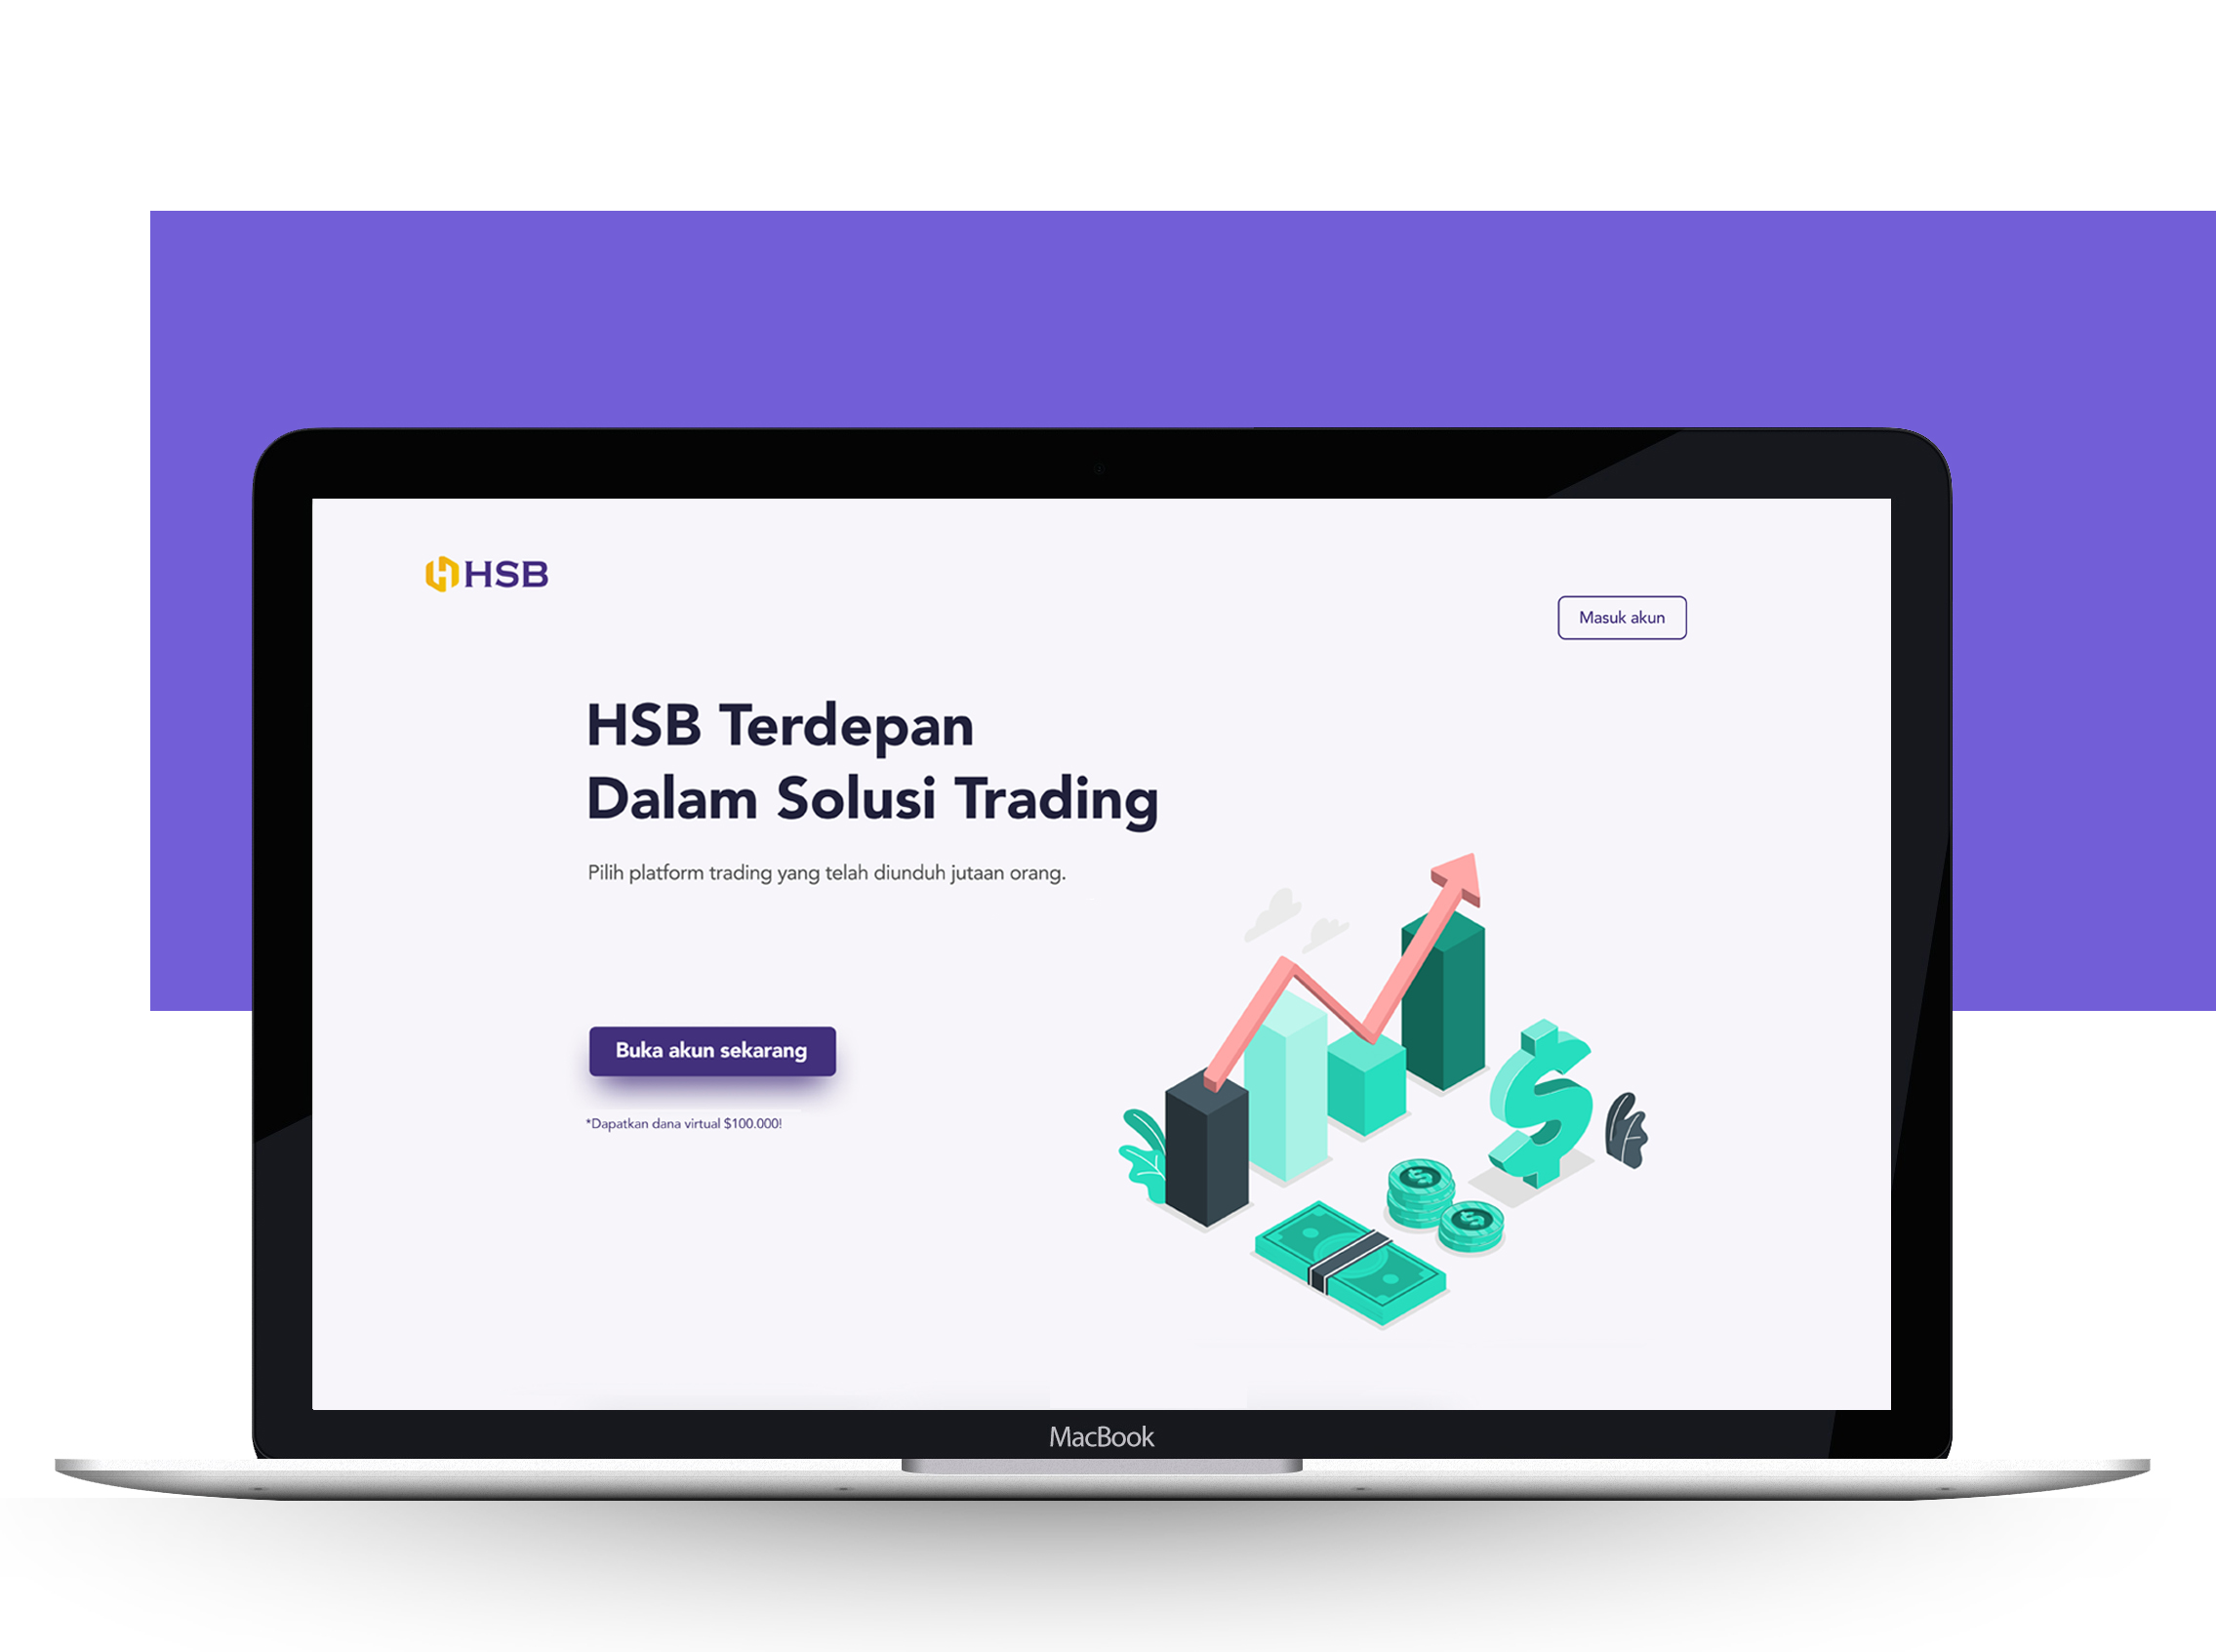 HSB
Masuk akun
HSB Terdepan
Dalam Solusi Trading
Pilih platform trading yang telah diunduh jutaan orang.
Buka akun sekarang
*Dapatkan dana virtual $100.000!
MacBook